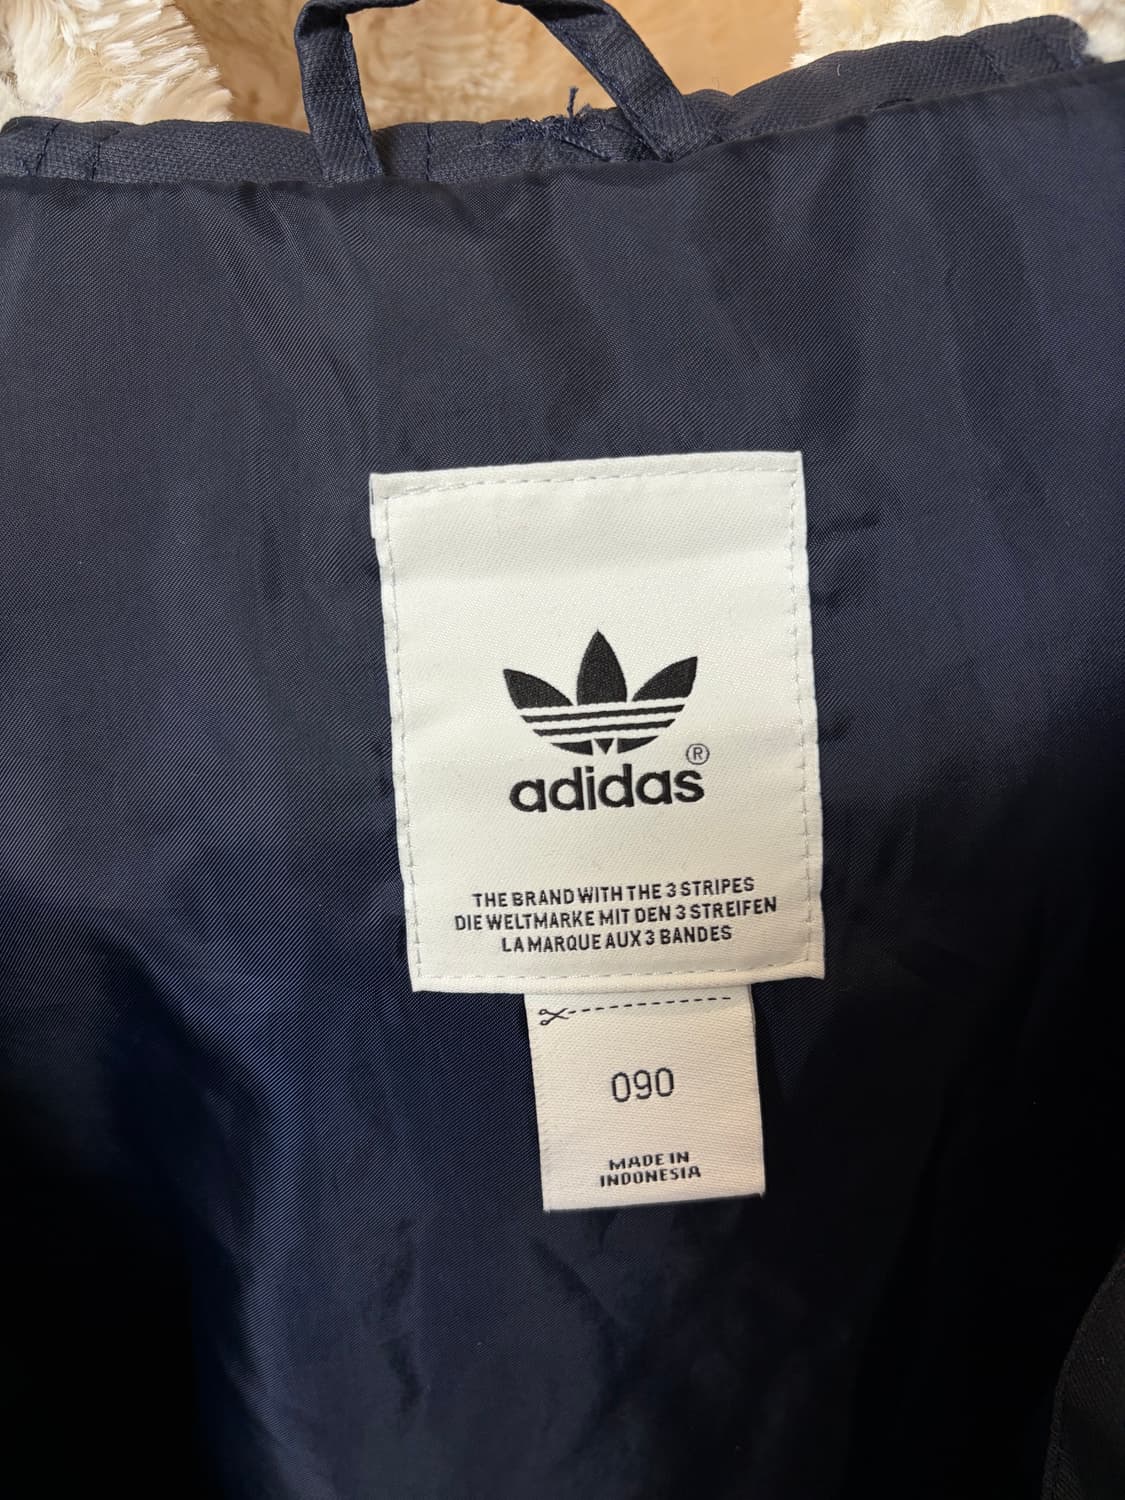 adidas®
THE BRAND WITH THE 3 STRIPES
DIE WELTMARKE MIT DEN 3 STREIFEN
LA MARQUE AUX 3 BANDES
090
MADE IN
INDONESIA